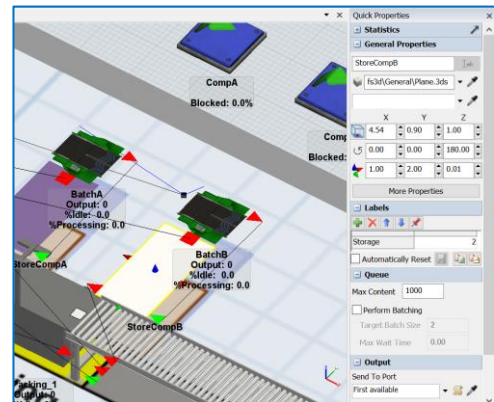 CompA
Blocked: 0.0%
Comp
Blocked:
BatchA
Output: 0
%Idle: 0.0
%Processing: 0.0
BatchB
Output: 0
%Idle: 0.0
%Processing: 0.0
StoreCompA
StoreCompB
Packing_1
Output: 0
Quick Properties
Statistics
General Properties
StoreCompB
fs3d\General\Plane.3ds
X Y Z
4.54 0.90 1.00
0.00 0.00 180.00
1.00 2.00 0.01
More Properties
Labels
Storage 2
Automatically Reset
Queue
Max Content 1000
Perform Batching
Target Batch Size 2
Max Wait Time 0.00
Output
Send To Port
First available